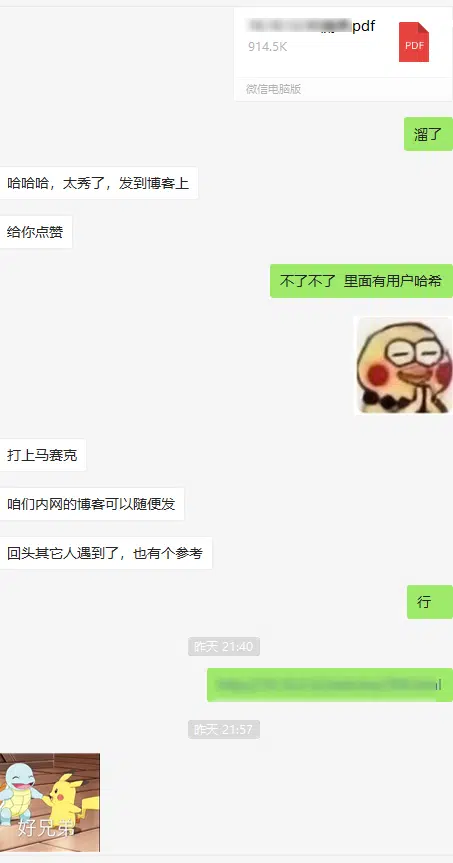 pdf
914.5K
PDF
微信电脑版
溜了
哈哈哈，太秀了，发到博客上
给你点赞
不了不了 里面有用户哈希
打上马赛克
咱们内网的博客可以随便发
回头其它人遇到了，也有个参考
行
昨天 21:40
昨天 21:57
好兄弟